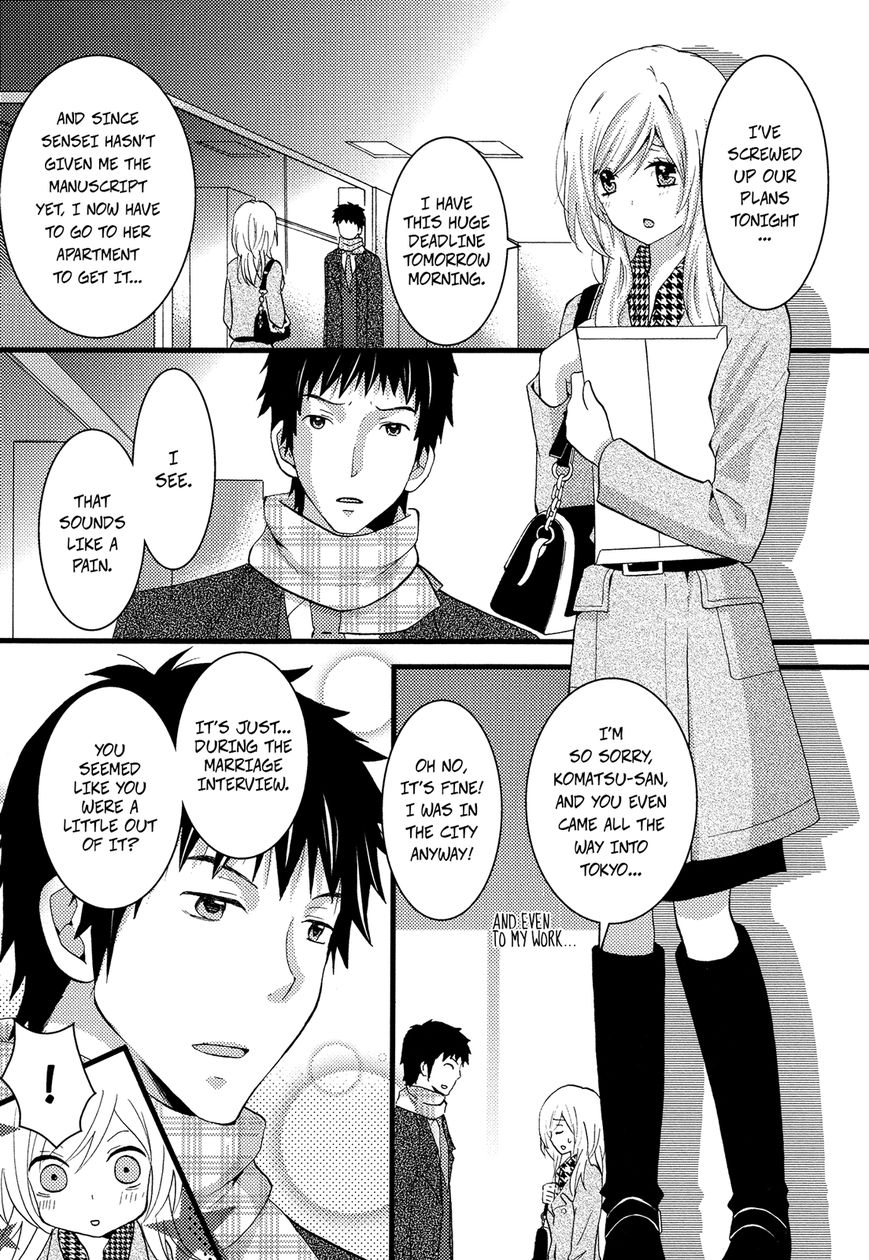 I'VE
SCREWED
UP OUR
PLANS
TONIGHT
...
I HAVE
THIS HUGE
DEADLINE
TOMORROW
MORNING.
AND SINCE
SENSEI HASN'T
GIVEN ME THE
MANUSCRIPT
YET, I NOW HAVE
TO GO TO HER
APARTMENT
TO GET IT...
I
SEE.
THAT
SOUNDS
LIKE A
PAIN.
I'M
SO SORRY,
KOMATSU-SAN,
AND YOU EVEN
CAME ALL THE
WAY INTO
TOKYO...
AND EVEN
TO MY WORK...
OH NO,
IT'S FINE!
I WAS IN
THE CITY
ANYWAY!
IT'S JUST...
DURING THE
MARRIAGE
INTERVIEW.
YOU
SEEMED
LIKE YOU
WERE A
LITTLE OUT
OF IT?
!